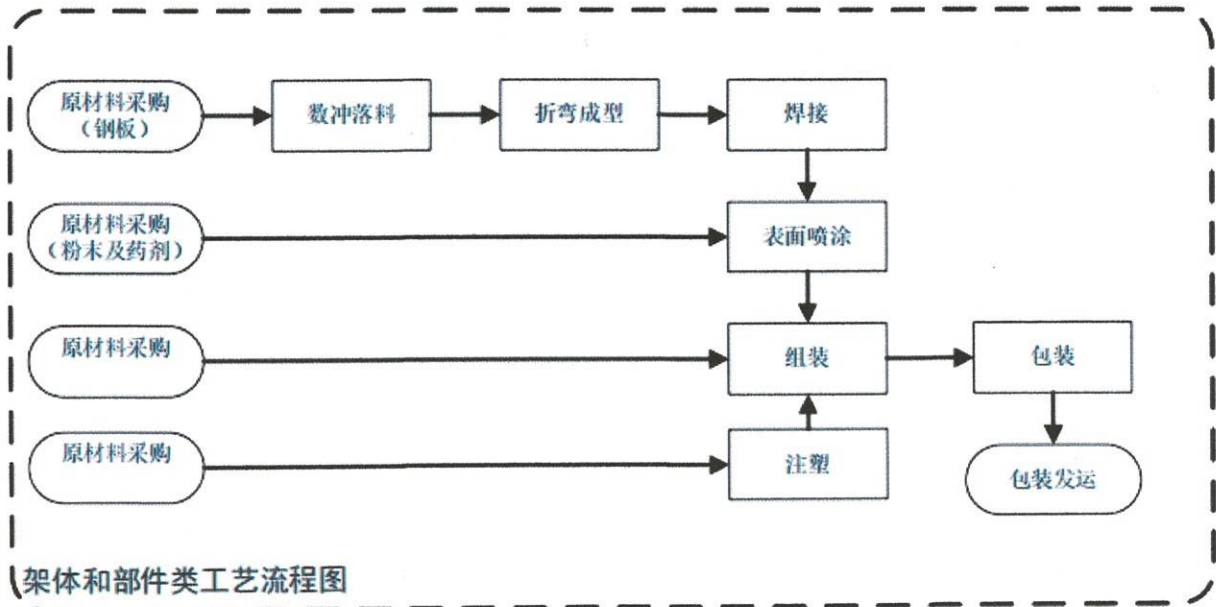 原材料采购
（钢板）
数冲落料
折弯成型
焊接
原材料采购
（粉末及药剂）
表面喷涂
原材料采购
组装
包装
原材料采购
注塑
包装发运
架体和部件类工艺流程图